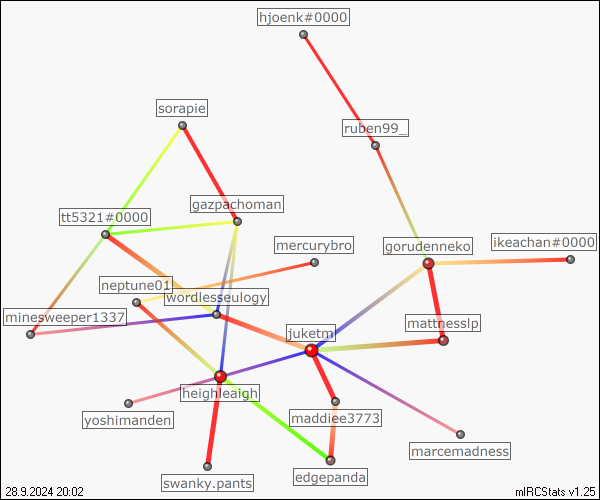 hjoenk#0000
sorapie
ruben99_
gazpachoman
tt5321#0000
mercurybro
gorudenneko
ikeachan#0000
neptune01
wordlesseulogy
minesweeper1337
juketm
mattnesslp
heighleaigh
yoshimanden
maddiee3773
marcemadness
swanky.pants
edgepanda
28.9.2024 20:02
mIRCStats v1.25